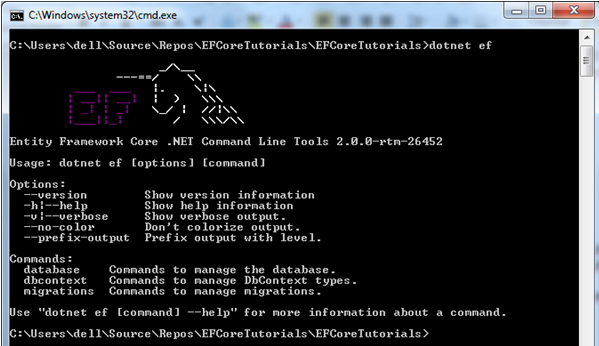 C:\Windows\system32\cmd.exe
C:\Users\dell\Source\Repos\EFCoreTutorials\EFCoreTutorials>dotnet ef
EF
Entity Framework Core .NET Command Line Tools 2.0.0-rtm-26452
Usage: dotnet ef [options] [command]
Options:
--version Show version information
-h|--help Show help information
-v|--verbose Show verbose output.
--no-color Don't colorize output.
--prefix-output Prefix output with level.
Commands:
database Commands to manage the database.
dbcontext Commands to manage DbContext types.
migrations Commands to manage migrations.
Use "dotnet ef [command] --help" for more information about a command.
C:\Users\dell\Source\Repos\EFCoreTutorials\EFCoreTutorials>